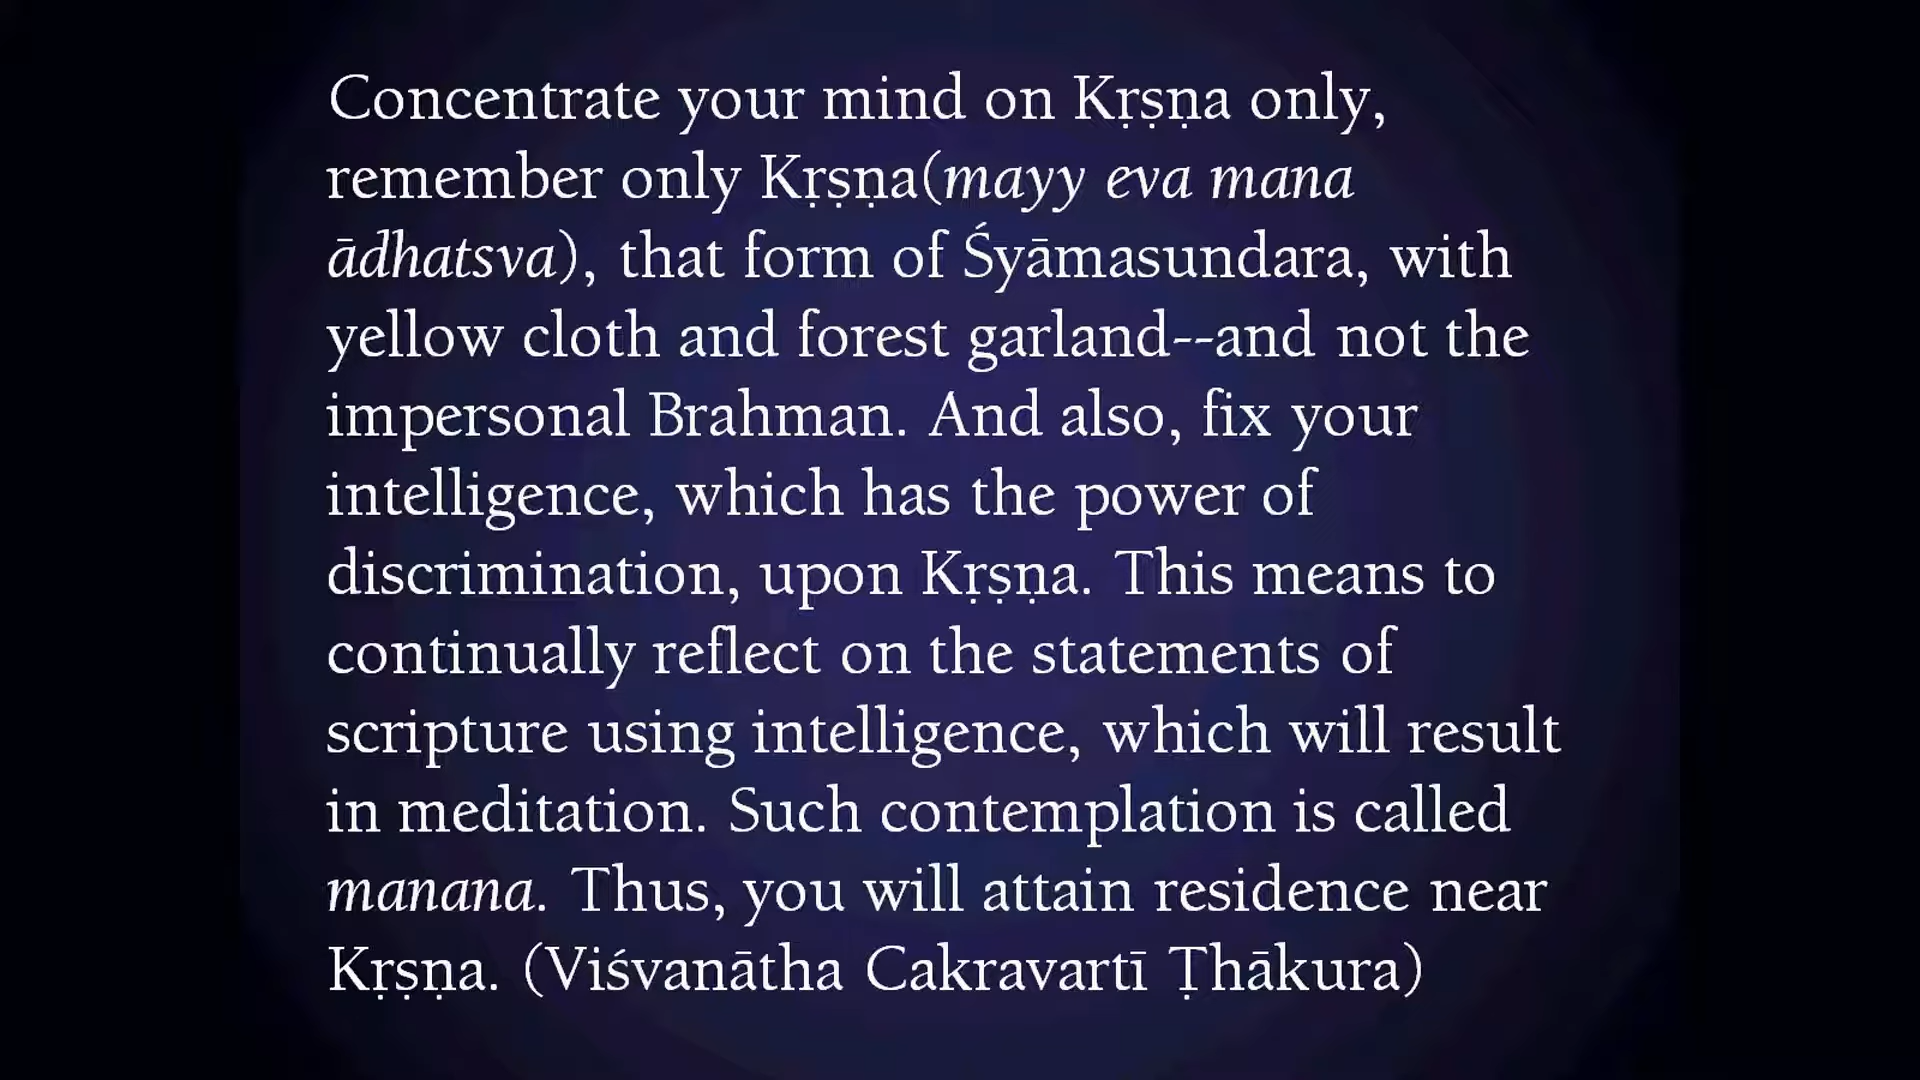 Concentrate your mind on Kṛṣṇa only,
remember only Kṛṣṇa(mayy eva mana
ādhatsva), that form of Śyāmasundara, with
yellow cloth and forest garland--and not the
impersonal Brahman. And also, fix your
intelligence, which has the power of
discrimination, upon Kṛṣṇa. This means to
continually reflect on the statements of
scripture using intelligence, which will result
in meditation. Such contemplation is called
manana. Thus, you will attain residence near
Kṛṣṇa. (Viśvanātha Cakravartī Ṭhākura)